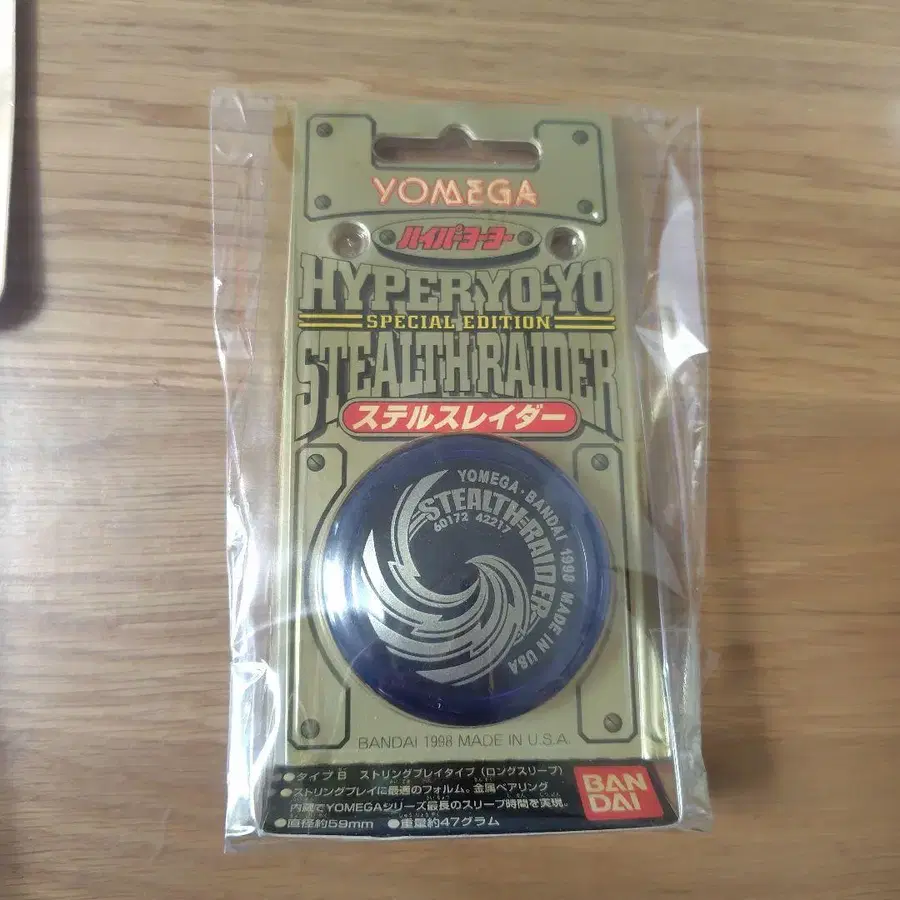 YOMEGA
ハイパーヨーヨー
HYPER YO-YO
SPECIAL EDITION
STEALTH RAIDER
ステルスレイダー
YOMEGA・BANDAI 1998 MADE IN USA
STEALTH RAIDER
60172 42217
BANDAI 1998 MADE IN U.S.A.
●タイプB ストリングプレイタイプ（ロングスリープ）
●ストリングプレイに最適のフォルム。金属ベアリング
内蔵でYOMEGAシリーズ最長のスリープ時間を実現。
●直径約59mm ●重量約47グラム
BAN
DAI